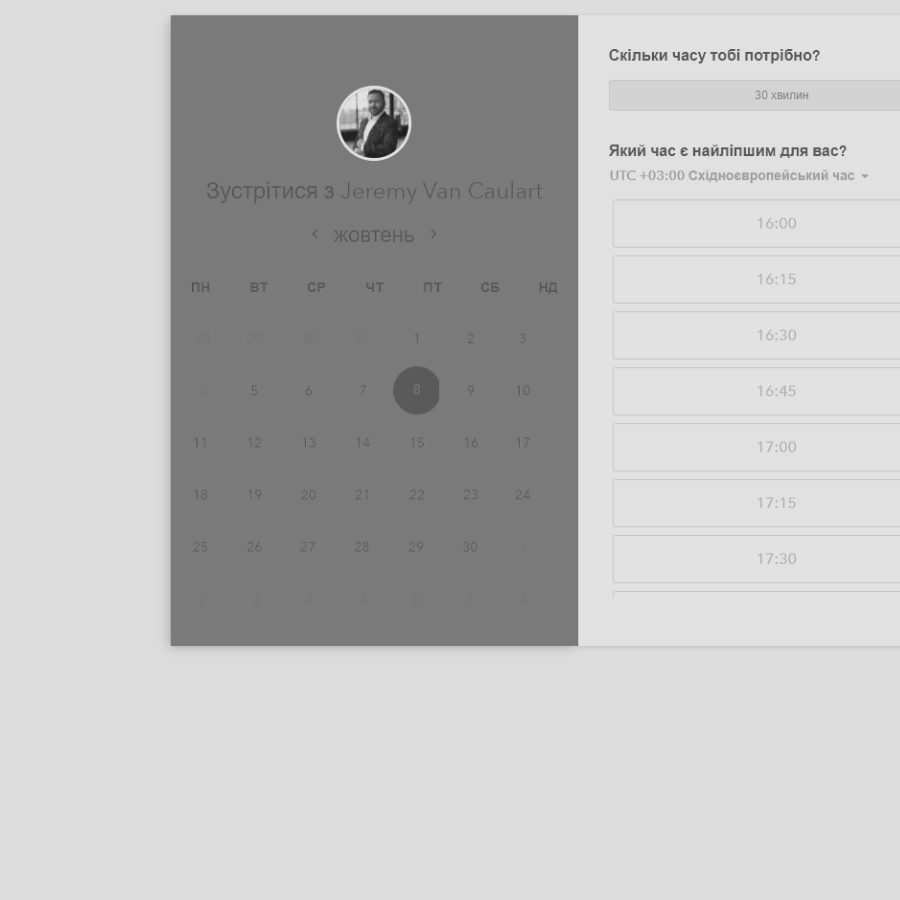 Зустрітися з Jeremy Van Caulart
жовтень
ПН ВТ СР ЧТ ПТ СБ НД
28 29 30 31 1 2 3
4 5 6 7 8 9 10
11 12 13 14 15 16 17
18 19 20 21 22 23 24
25 26 27 28 29 30 1
2 3 4 5 6 7 8
Скільки часу тобі потрібно?
30 хвилин
Який час є найліпшим для вас?
UTC +03:00 Східноєвропейський час
16:00
16:15
16:30
16:45
17:00
17:15
17:30